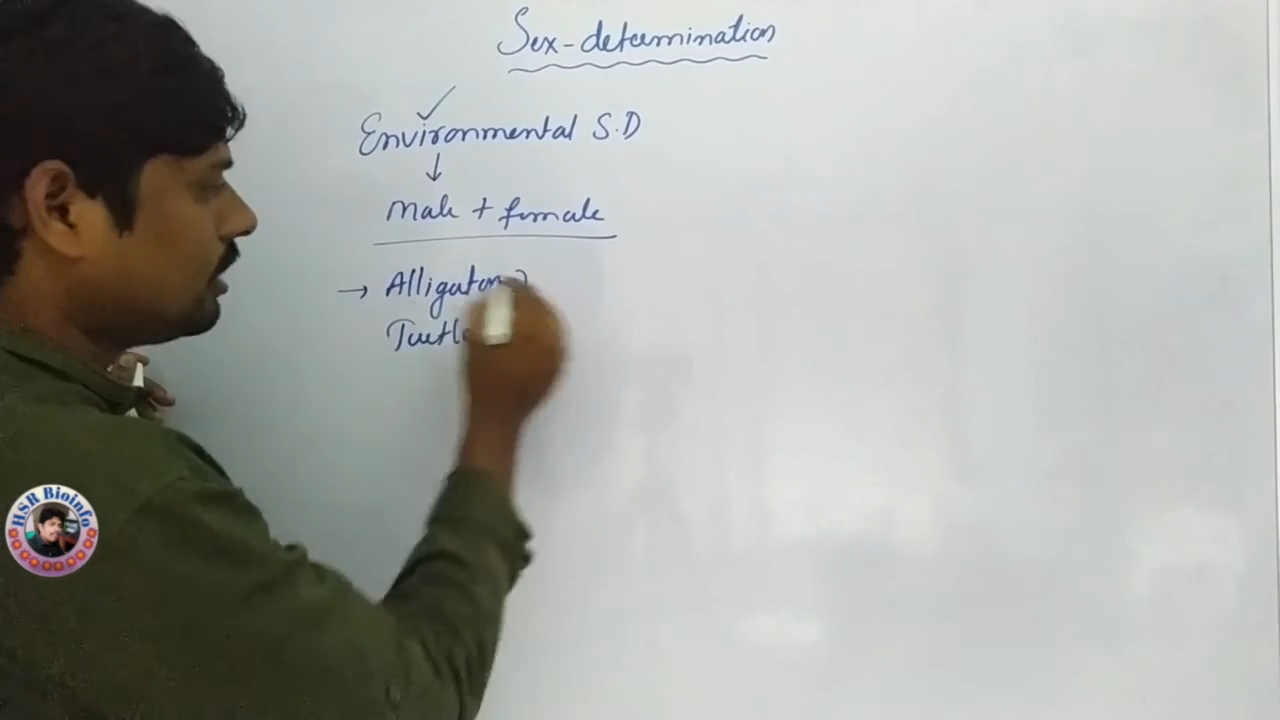 Sex-determination
Environmental S.D
↓
Male + female
→ Alligator
Turtle
HSR Bioinfo